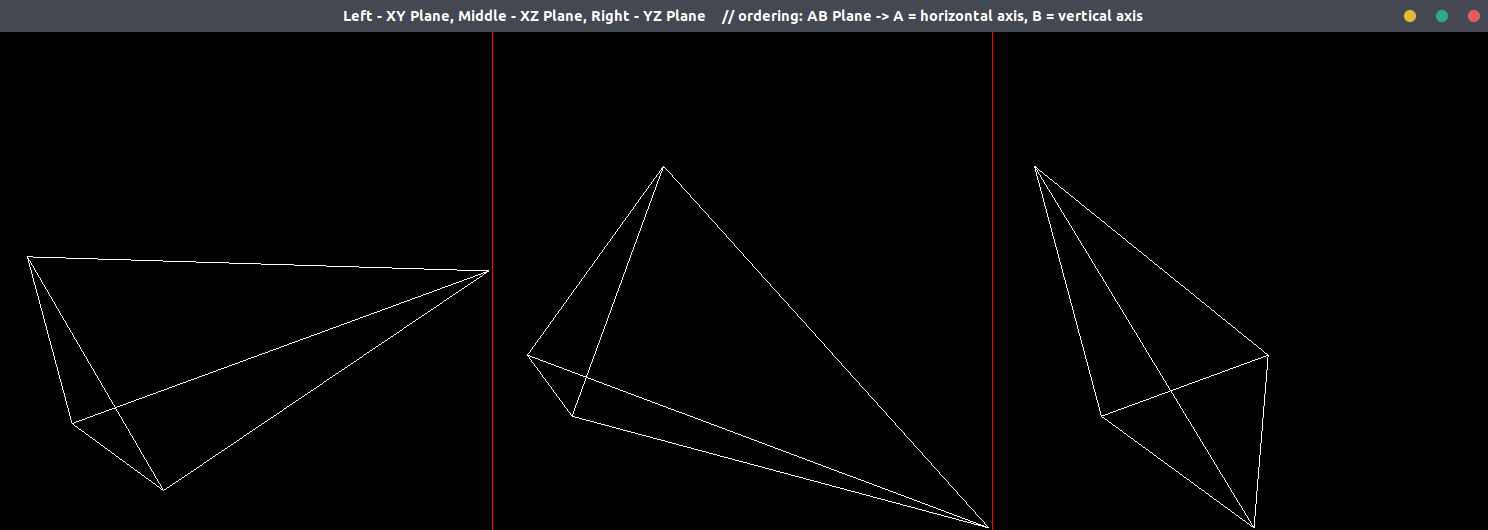 Left - XY Plane, Middle - XZ Plane, Right - YZ Plane    // ordering: AB Plane -> A = horizontal axis, B = vertical axis